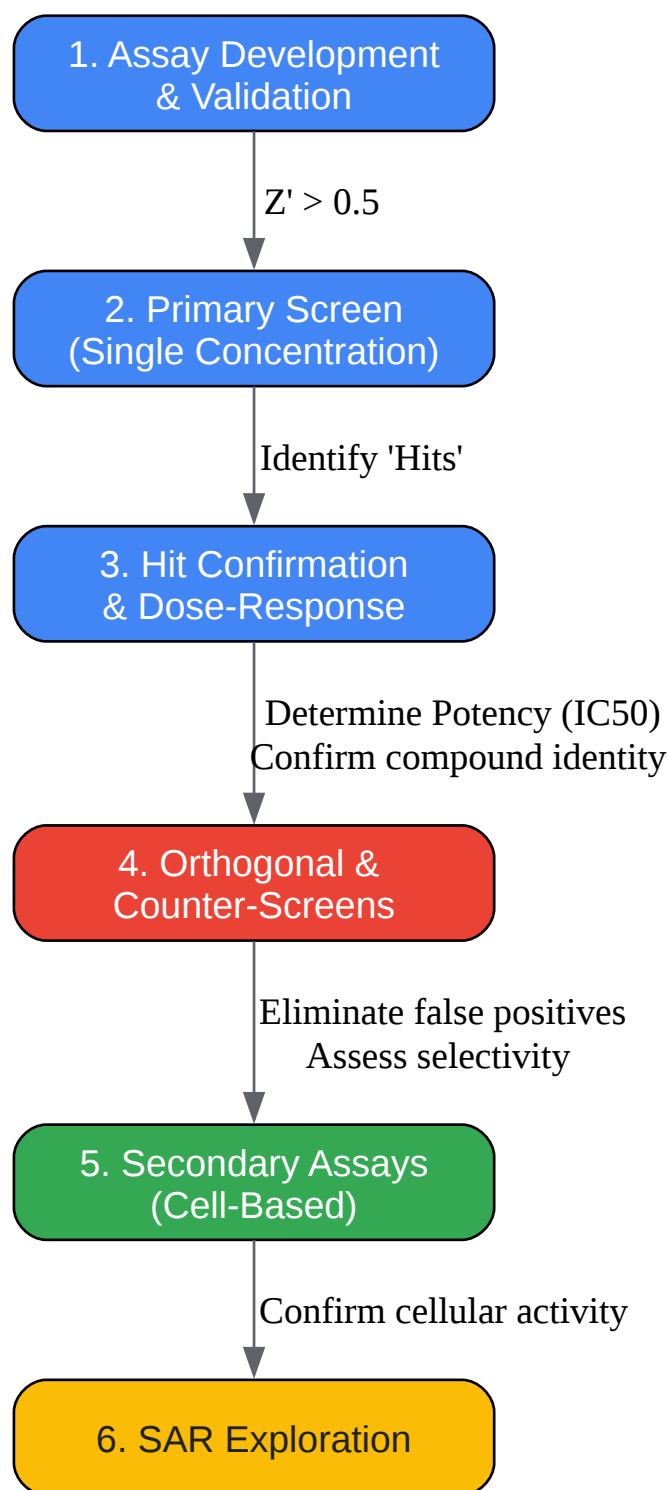 1. Assay Development
& Validation
Z' > 0.5
2. Primary Screen
(Single Concentration)
Identify 'Hits'
3. Hit Confirmation
& Dose-Response
Determine Potency (IC50)
Confirm compound identity
4. Orthogonal &
Counter-Screens
Eliminate false positives
Assess selectivity
5. Secondary Assays
(Cell-Based)
Confirm cellular activity
6. SAR Exploration